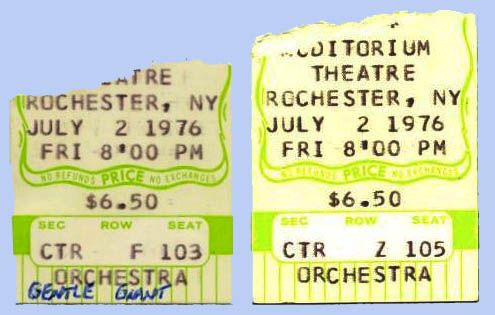 THEATRE
ROCHESTER, NY
JULY 2 1976
FRI 8:00 PM
NO REFUNDS PRICE NO EXCHANGES
$6.50
SEC ROW SEAT
CTR F 103
ORCHESTRA
GENTLE GIANT
AUDITORIUM
THEATRE
ROCHESTER, NY
JULY 2 1976
FRI 8:00 PM
NO REFUNDS PRICE NO EXCHANGES
$6.50
SEC ROW SEAT
CTR Z 105
ORCHESTRA